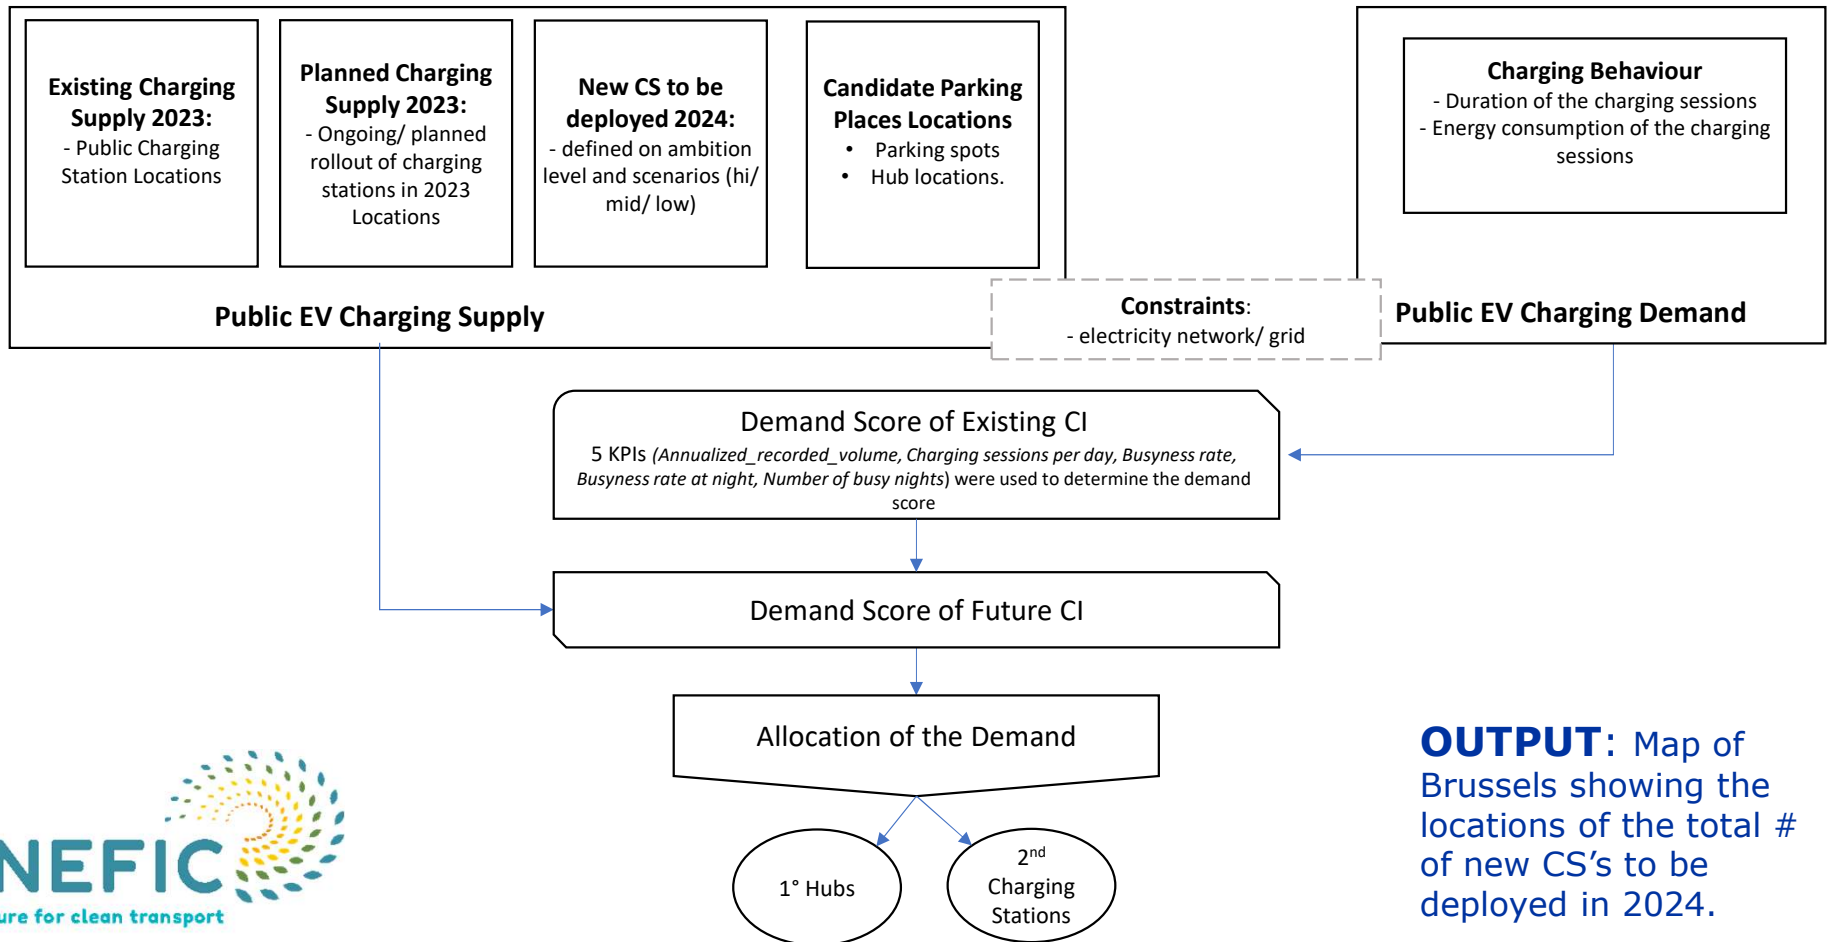 Existing Charging
Supply 2023:
- Public Charging
Station Locations
Planned Charging
Supply 2023:
- Ongoing/ planned
rollout of charging
stations in 2023
Locations
New CS to be
deployed 2024:
- defined on ambition
level and scenarios (hi/
mid/ low)
Candidate Parking
Places Locations
• Parking spots
• Hub locations.
Public EV Charging Supply
Charging Behaviour
- Duration of the charging sessions
- Energy consumption of the charging
sessions
Public EV Charging Demand
Constraints:
- electricity network/ grid
Demand Score of Existing CI
5 KPIs (Annualized_recorded_volume, Charging sessions per day, Busyness rate,
Busyness rate at night, Number of busy nights) were used to determine the demand
score
Demand Score of Future CI
Allocation of the Demand
1° Hubs
2nd
Charging
Stations
OUTPUT: Map of
Brussels showing the
locations of the total #
of new CS’s to be
deployed in 2024.
NEFIC
ure for clean transport